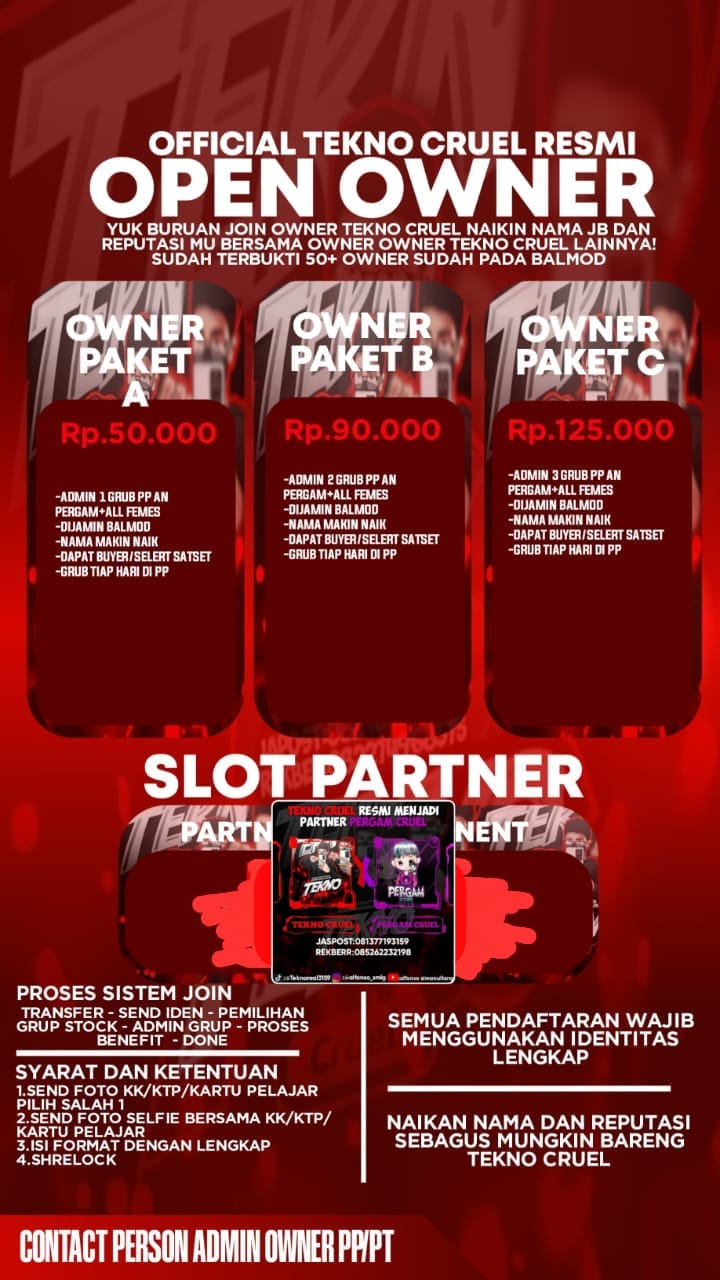 OFFICIAL TEKNO CRUEL RESMI
OPEN OWNER
YUK BURUAN JOIN OWNER TEKNO CRUEL NAIKIN NAMA JB DAN
REPUTASI MU BERSAMA OWNER OWNER TEKNO CRUEL LAINNYA!
SUDAH TERBUKTI 50+ OWNER SUDAH PADA BALMOD
OWNER
PAKET
A
Rp.50.000
-ADMIN 1 GRUB PP AN
PERGAM+ALL FEMES
-DIJAMIN BALMOD
-NAMA MAKIN NAIK
-DAPAT BUYER/SELERT SATSET
-GRUB TIAP HARI DI PP
OWNER
PAKET B
Rp.90.000
-ADMIN 2 GRUB PP AN
PERGAM+ALL FEMES
-DIJAMIN BALMOD
-NAMA MAKIN NAIK
-DAPAT BUYER/SELERT SATSET
-GRUB TIAP HARI DI PP
OWNER
PAKET C
Rp.125.000
-ADMIN 3 GRUB PP AN
PERGAM+ALL FEMES
-DIJAMIN BALMOD
-NAMA MAKIN NAIK
-DAPAT BUYER/SELERT SATSET
-GRUB TIAP HARI DI PP
SLOT PARTNER
PARTN
NENT
TEKNO CRUEL RESMI MENJADI
PARTNER PERGAM CRUEL
TEKNO
PERGAM
TEKNO CRUEL
PERGAM CRUEL
JASPOST:081377193159
REKBERR:085262232198
PROSES SISTEM JOIN
TRANSFER - SEND IDEN - PEMILIHAN
GRUP STOCK - ADMIN GRUP - PROSES
BENEFIT - DONE
SYARAT DAN KETENTUAN
1.SEND FOTO KK/KTP/KARTU PELAJAR
PILIH SALAH 1
2.SEND FOTO SELFIE BERSAMA KK/KTP/
KARTU PELAJAR
3.ISI FORMAT DENGAN LENGKAP
4.SHRELOCK
SEMUA PENDAFTARAN WAJIB
MENGGUNAKAN IDENTITAS
LENGKAP
NAIKAN NAMA DAN REPUTASI
SEBAGUS MUNGKIN BARENG
TEKNO CRUEL
CONTACT PERSON ADMIN OWNER PP/PT